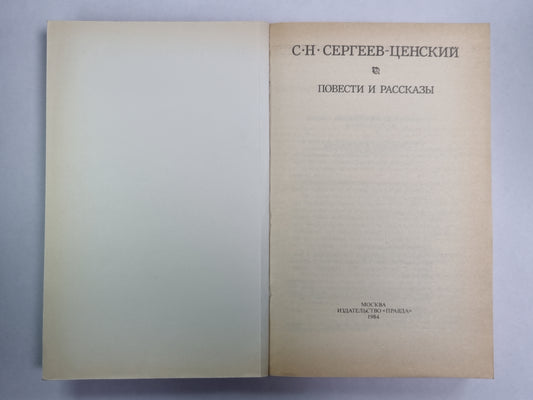 С·Н·СЕРГЕЕВ-ЦЕНСКИЙ
ПОВЕСТИ И РАССКАЗЫ
МОСКВА
ИЗДАТЕЛЬСТВО «ПРАВДА»
1984